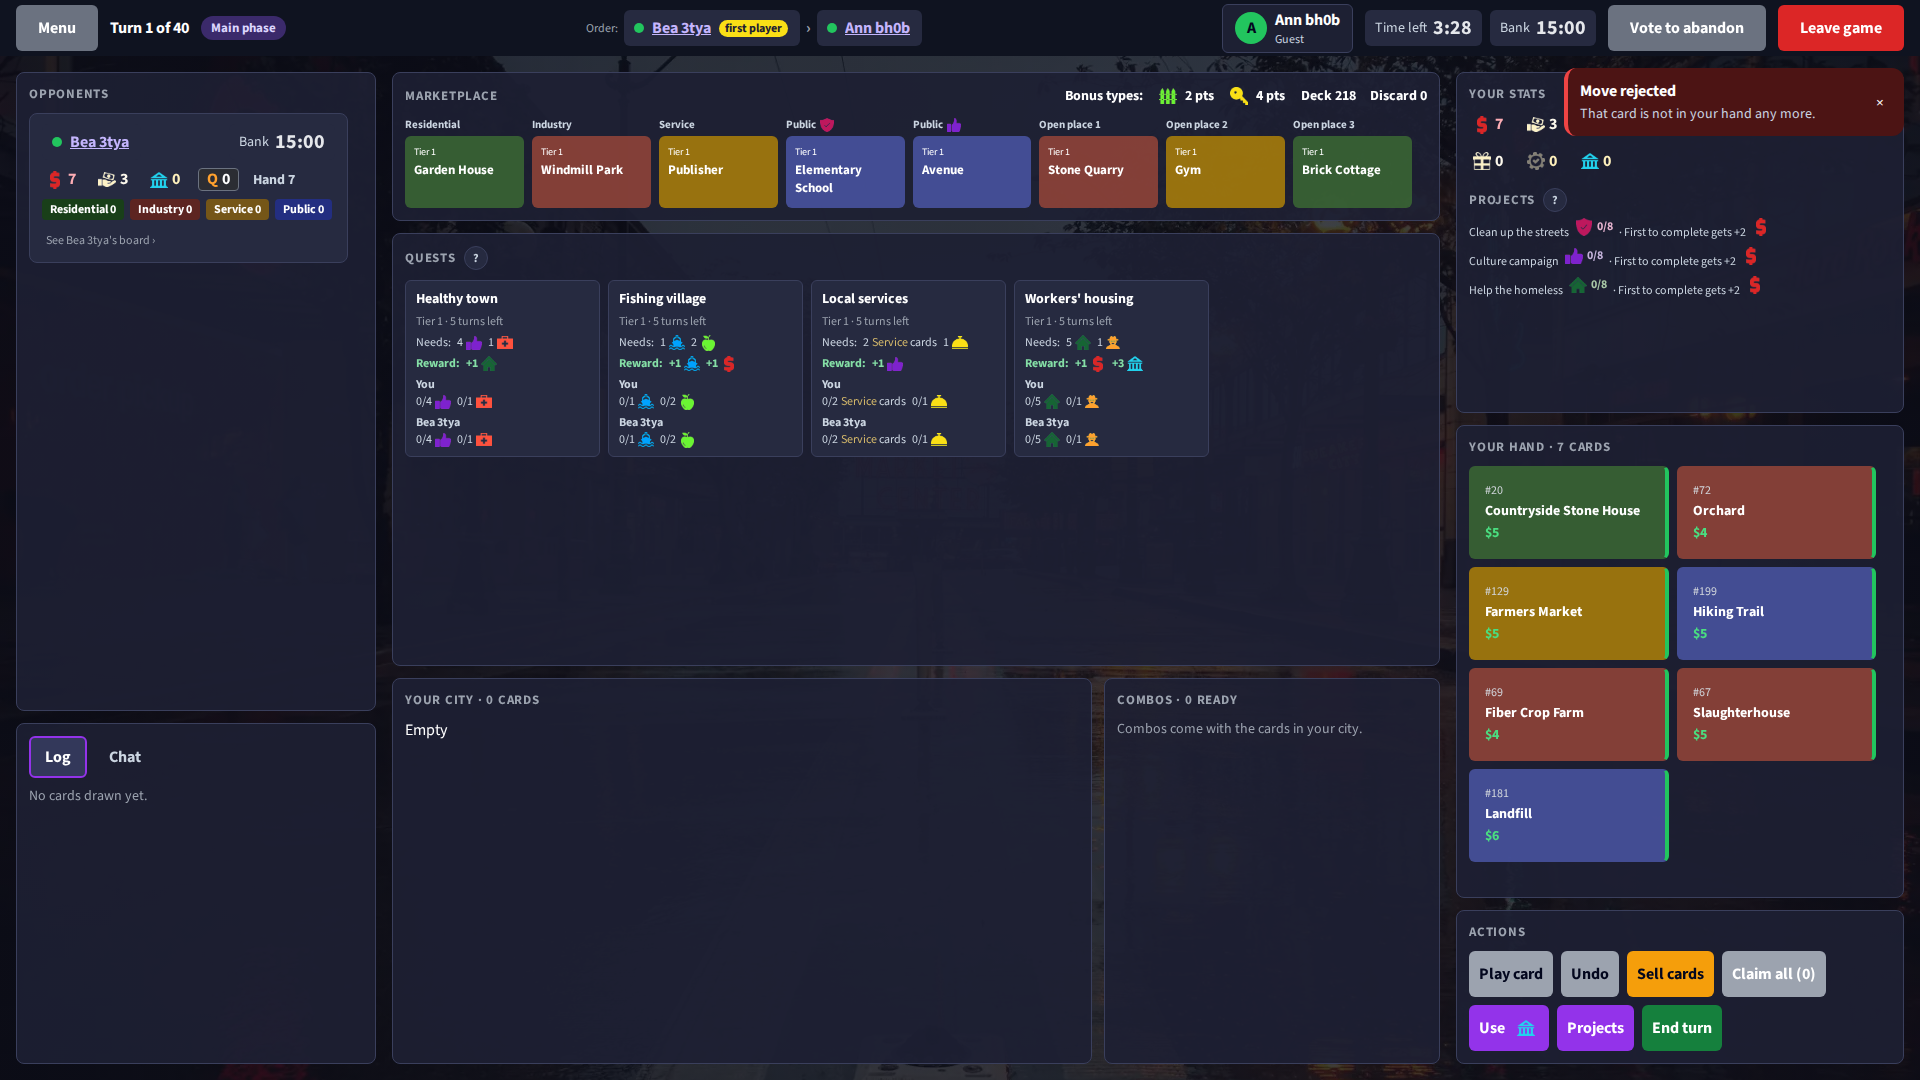 Menu
Turn 1 of 40
Main phase
Order:
Bea 3tya
first player
›
Ann bh0b
A
Ann bh0b
Guest
Time left 3:28
Bank 15:00
Vote to abandon
Leave game
OPPONENTS
Bea 3tya
Bank 15:00
7
3
0
Q 0
Hand 7
Residential 0
Industry 0
Service 0
Public 0
See Bea 3tya's board ›
Log
Chat
No cards drawn yet.
MARKETPLACE
Bonus types:
2 pts
4 pts
Deck 218
Discard 0
Residential
Industry
Service
Public
Public
Open place 1
Open place 2
Open place 3
Tier 1
Garden House
Tier 1
Windmill Park
Tier 1
Publisher
Tier 1
Elementary
School
Tier 1
Avenue
Tier 1
Stone Quarry
Tier 1
Gym
Tier 1
Brick Cottage
QUESTS
?
Healthy town
Tier 1 · 5 turns left
Needs: 4 1
Reward: +1
You
0/4 0/1
Bea 3tya
0/4 0/1
Fishing village
Tier 1 · 5 turns left
Needs: 1 2
Reward: +1 +1
You
0/1 0/2
Bea 3tya
0/1 0/2
Local services
Tier 1 · 5 turns left
Needs: 2 Service cards 1
Reward: +1
You
0/2 Service cards 0/1
Bea 3tya
0/2 Service cards 0/1
Workers' housing
Tier 1 · 5 turns left
Needs: 5 1
Reward: +1 +3
You
0/5 0/1
Bea 3tya
0/5 0/1
YOUR CITY · 0 CARDS
Empty
COMBOS · 0 READY
Combos come with the cards in your city.
YOUR STATS
7
3
0
0
0
Move rejected
That card is not in your hand any more.
×
PROJECTS
?
Clean up the streets 0/8 · First to complete gets +2
Culture campaign 0/8 · First to complete gets +2
Help the homeless 0/8 · First to complete gets +2
YOUR HAND · 7 CARDS
#20
Countryside Stone House
$5
#72
Orchard
$4
#129
Farmers Market
$5
#199
Hiking Trail
$5
#69
Fiber Crop Farm
$4
#67
Slaughterhouse
$5
#181
Landfill
$6
ACTIONS
Play card
Undo
Sell cards
Claim all (0)
Use
Projects
End turn